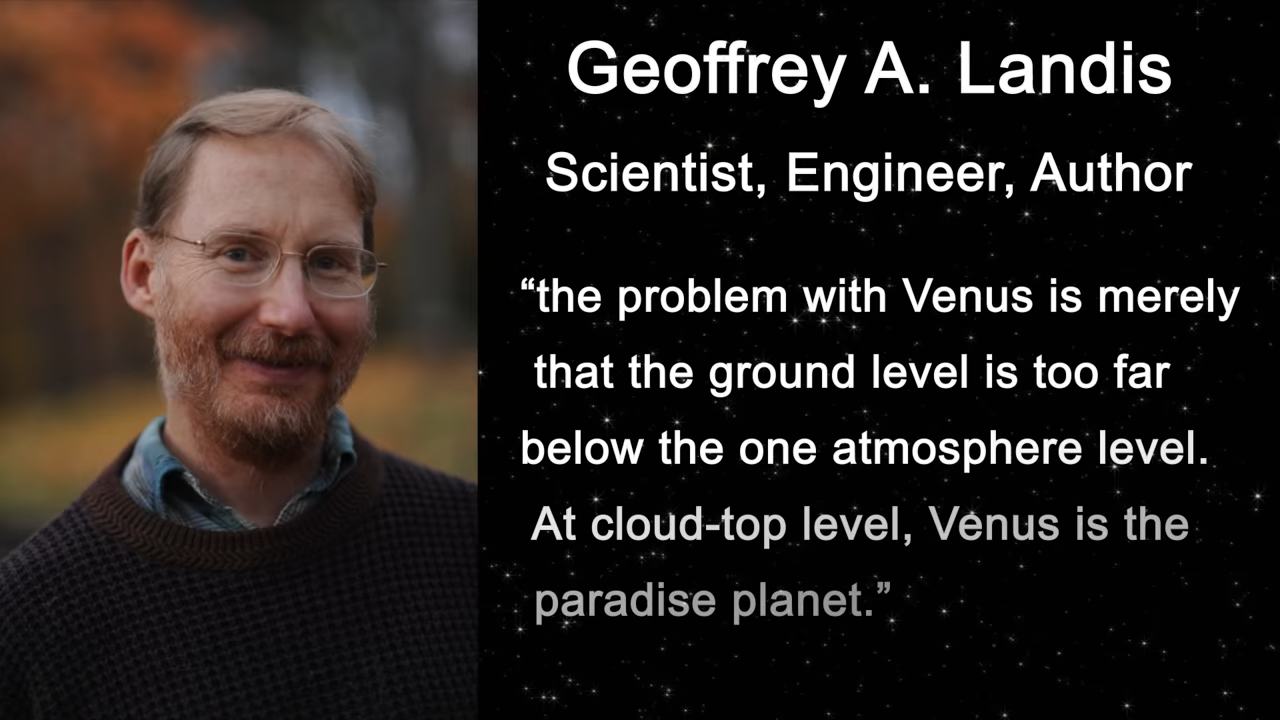 Geoffrey A. Landis
Scientist, Engineer, Author
“the problem with Venus is merely
that the ground level is too far
below the one atmosphere level.
At cloud-top level, Venus is the
paradise planet.”